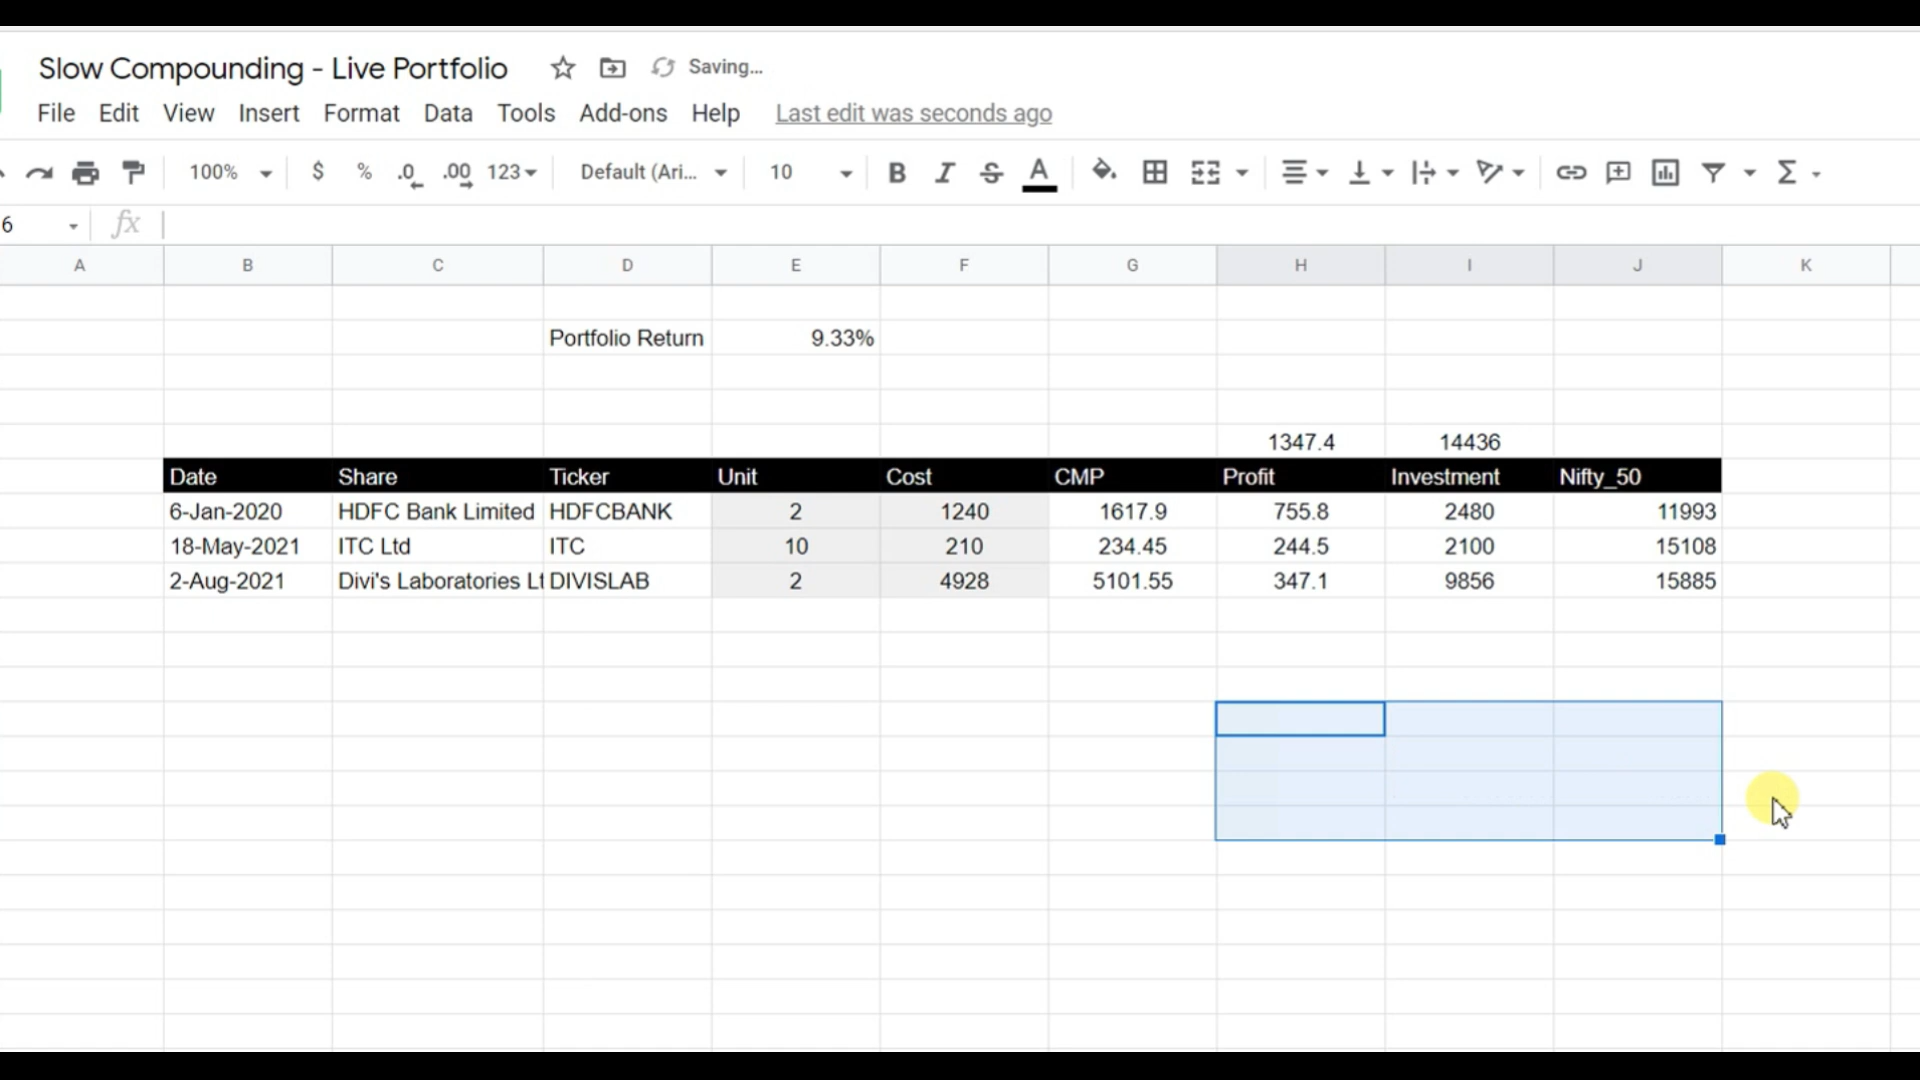 Slow Compounding - Live Portfolio Saving...
File Edit View Insert Format Data Tools Add-ons Help Last edit was seconds ago
100% $ % .0 .00 123 Default (Ari... 10 B I S A Σ
6 fx
A B C D E F G H I J K
Portfolio Return 9.33%
1347.4 14436
Date Share Ticker Unit Cost CMP Profit Investment Nifty_50
6-Jan-2020 HDFC Bank Limited HDFCBANK 2 1240 1617.9 755.8 2480 11993
18-May-2021 ITC Ltd ITC 10 210 234.45 244.5 2100 15108
2-Aug-2021 Divi's Laboratories Lt DIVISLAB 2 4928 5101.55 347.1 9856 15885